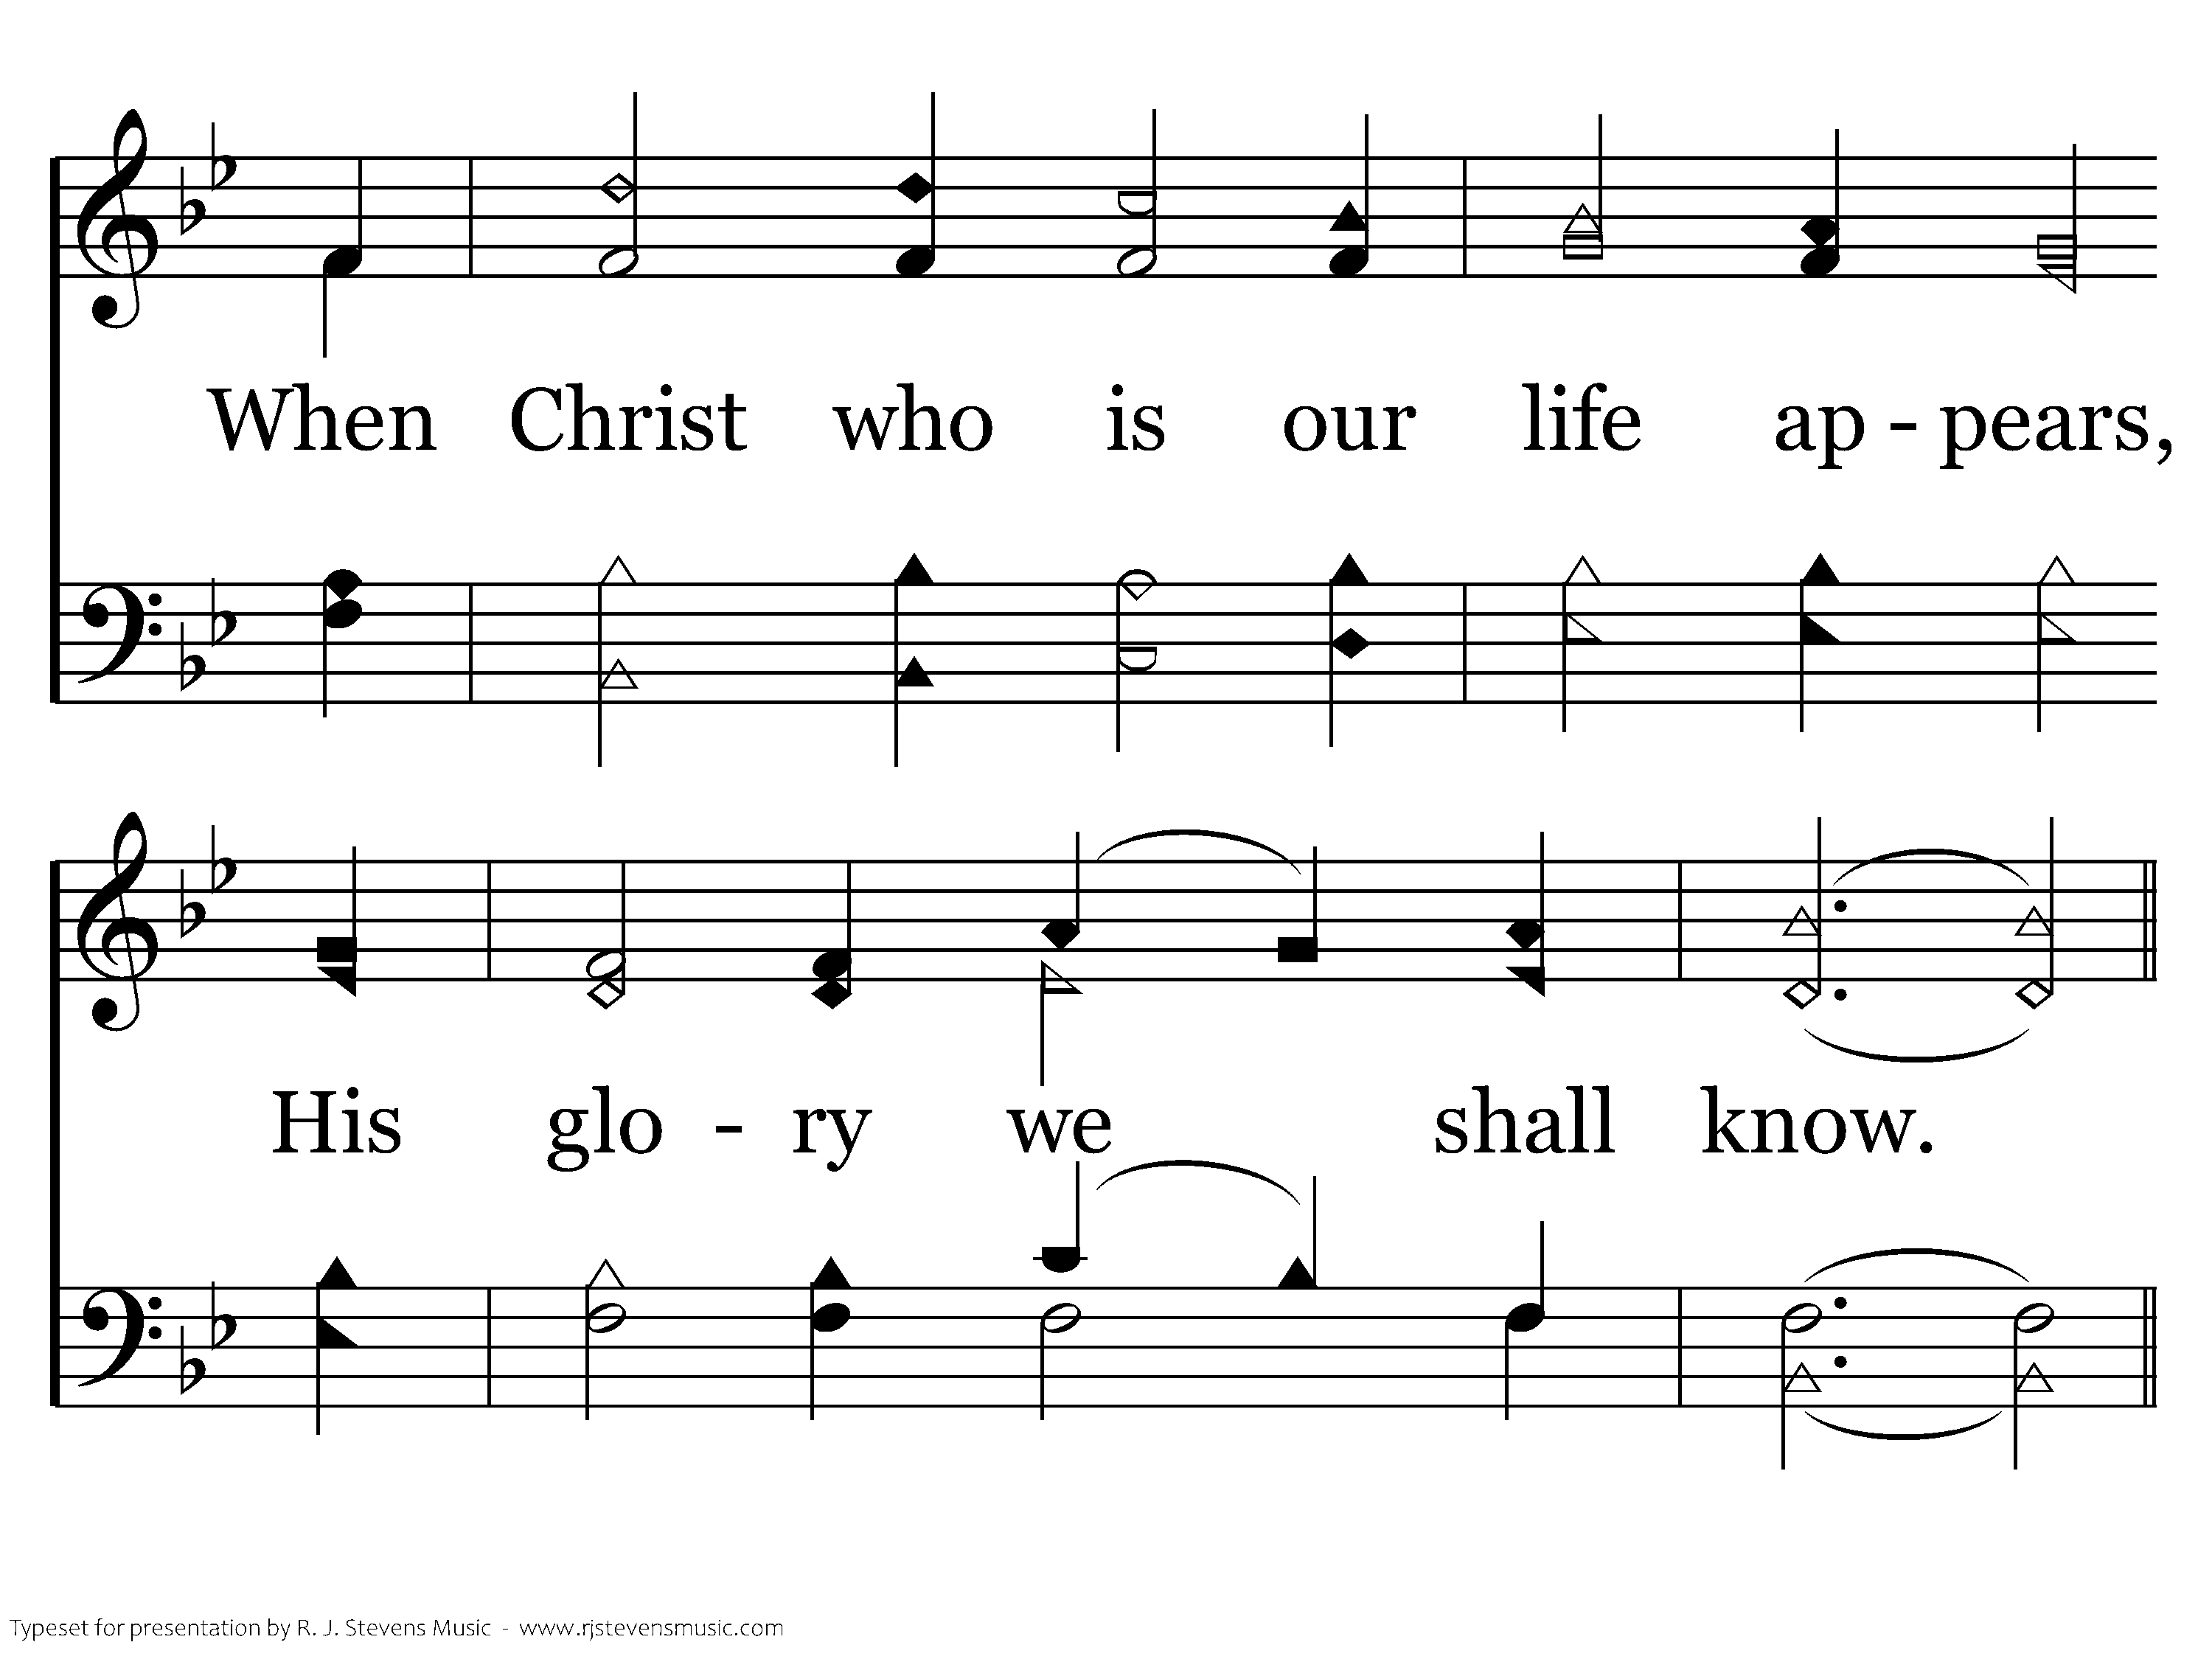 When Christ who is our life ap - pears,
His glo - ry we shall know.
Typeset for presentation by R. J. Stevens Music - www.rjstevensmusic.com